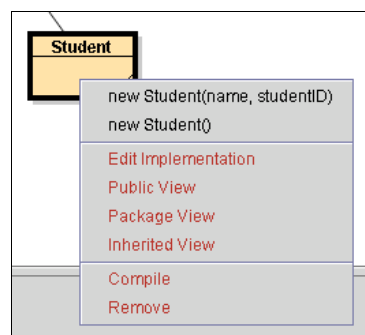 Student
new Student(name, studentID)
new Student()
Edit Implementation
Public View
Package View
Inherited View
Compile
Remove